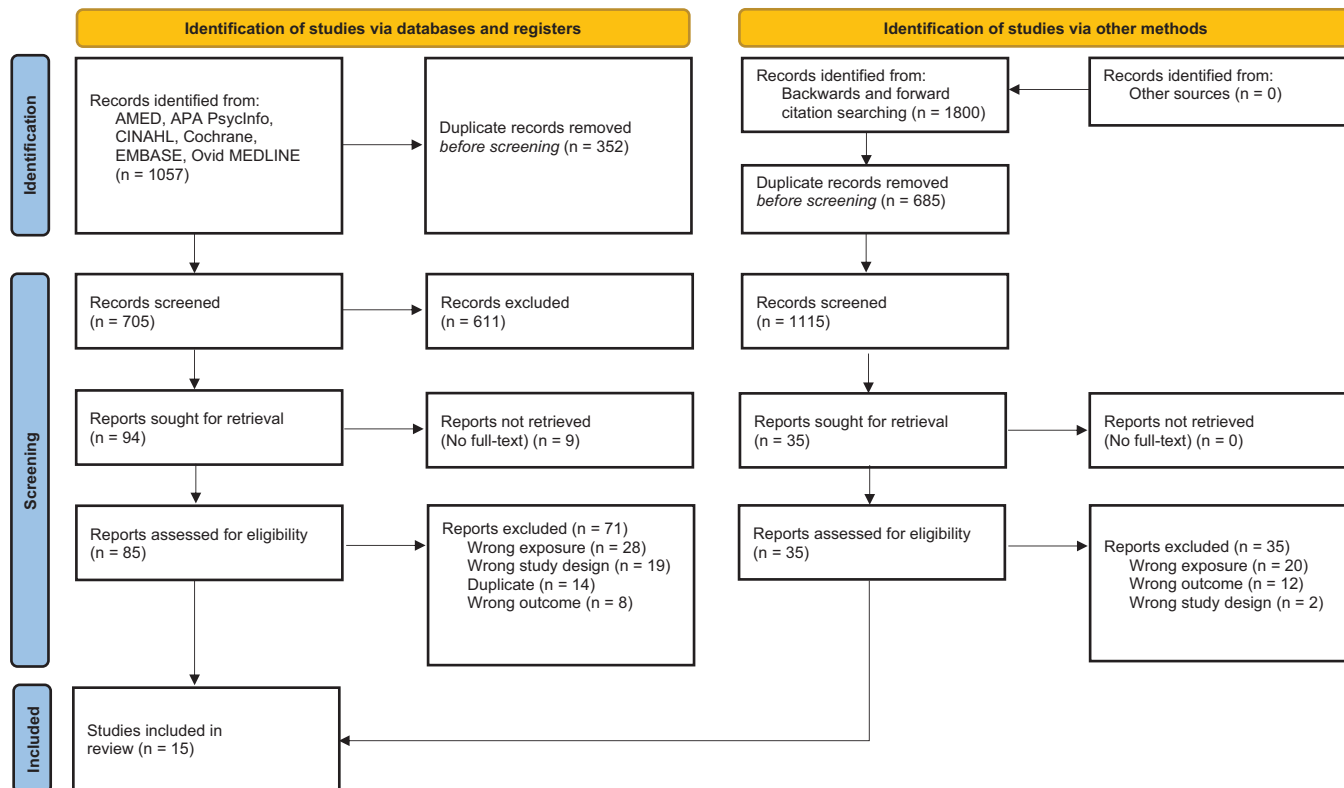 Identification of studies via databases and registers
Identification of studies via other methods
Identification
Records identified from:
AMED, APA PsycInfo,
CINAHL, Cochrane,
EMBASE, Ovid MEDLINE
(n = 1057)
Duplicate records removed
before screening (n = 352)
Records identified from:
Backwards and forward
citation searching (n = 1800)
Records identified from:
Other sources (n = 0)
Duplicate records removed
before screening (n = 685)
Screening
Records screened
(n = 705)
Records excluded
(n = 611)
Records screened
(n = 1115)
Reports sought for retrieval
(n = 94)
Reports not retrieved
(No full-text) (n = 9)
Reports sought for retrieval
(n = 35)
Reports not retrieved
(No full-text) (n = 0)
Reports assessed for eligibility
(n = 85)
Reports excluded (n = 71)
Wrong exposure (n = 28)
Wrong study design (n = 19)
Duplicate (n = 14)
Wrong outcome (n = 8)
Reports assessed for eligibility
(n = 35)
Reports excluded (n = 35)
Wrong exposure (n = 20)
Wrong outcome (n = 12)
Wrong study design (n = 2)
Included
Studies included in
review (n = 15)